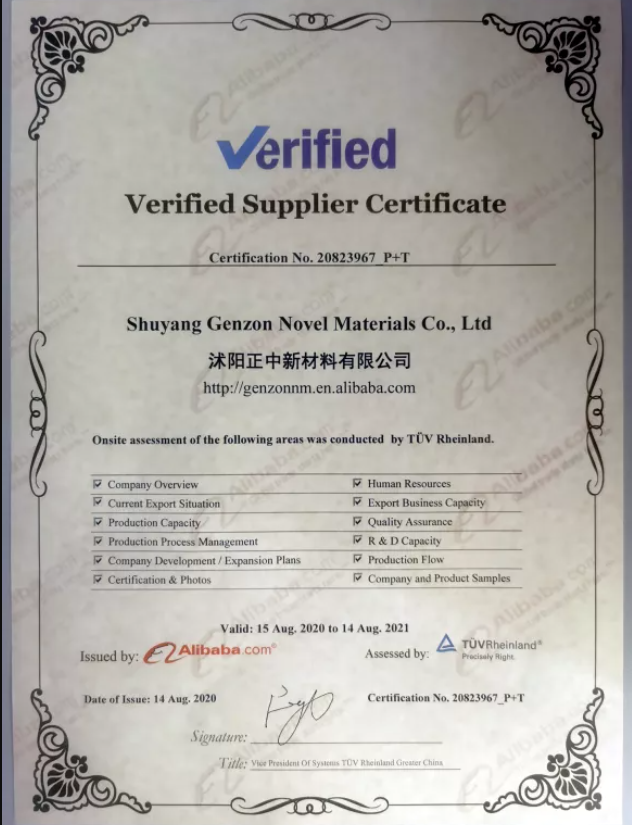 Verified
Verified Supplier Certificate
Certification No. 20823967_P+T
Shuyang Genzon Novel Materials Co., Ltd
沭阳正中新材料有限公司
http://genzonnm.en.alibaba.com
Onsite assessment of the following areas was conducted by TÜV Rheinland.
Company Overview Human Resources
Current Export Situation Export Business Capacity
Production Capacity Quality Assurance
Production Process Management R & D Capacity
Company Development / Expansion Plans Production Flow
Certification & Photos Company and Product Samples
Valid: 15 Aug. 2020 to 14 Aug. 2021
Issued by: Alibaba.com® Assessed by: TÜVRheinland®
Precisely Right.
Date of Issue: 14 Aug. 2020 Certification No. 20823967_P+T
Signature:
Title: Vice President Of Systems TÜV Rheinland Greater China